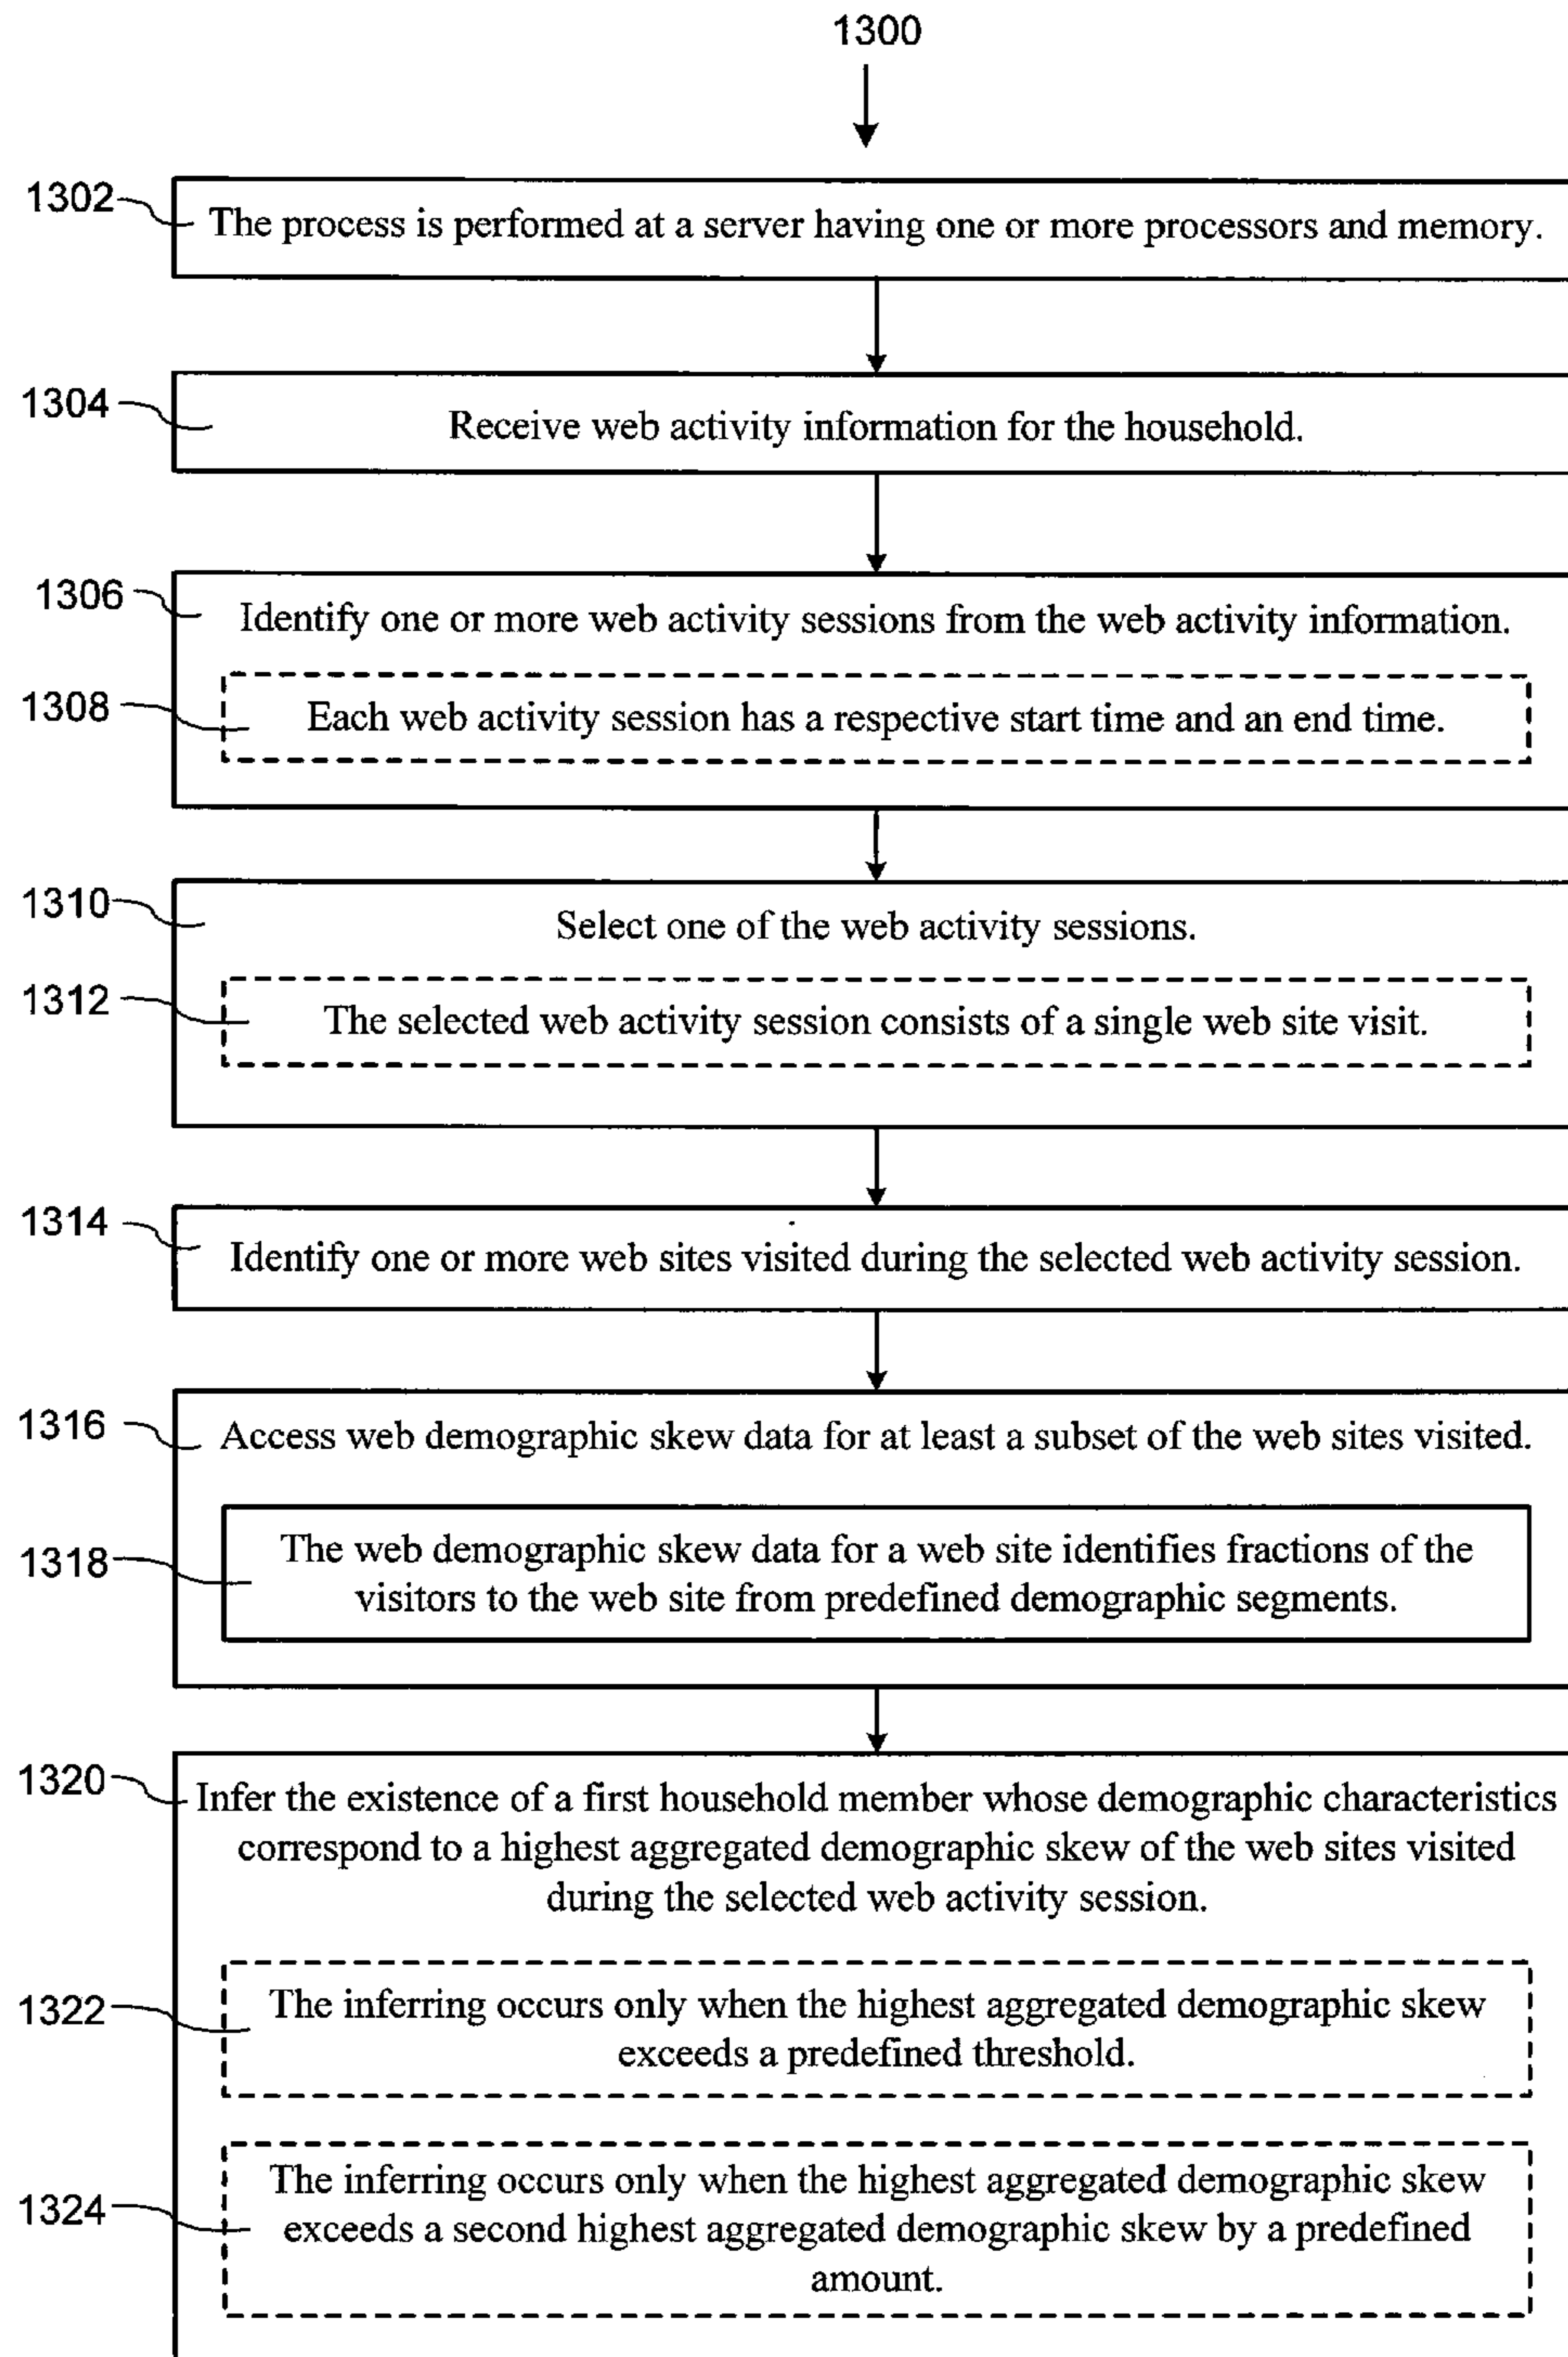 1300
1302
The process is performed at a server having one or more processors and memory.
1304
Receive web activity information for the household.
1306
Identify one or more web activity sessions from the web activity information.
1308
Each web activity session has a respective start time and an end time.
1310
Select one of the web activity sessions.
1312
The selected web activity session consists of a single web site visit.
1314
Identify one or more web sites visited during the selected web activity session.
1316
Access web demographic skew data for at least a subset of the web sites visited.
1318
The web demographic skew data for a web site identifies fractions of the
visitors to the web site from predefined demographic segments.
1320
Infer the existence of a first household member whose demographic characteristics
correspond to a highest aggregated demographic skew of the web sites visited
during the selected web activity session.
1322
The inferring occurs only when the highest aggregated demographic skew
exceeds a predefined threshold.
1324
The inferring occurs only when the highest aggregated demographic skew
exceeds a second highest aggregated demographic skew by a predefined
amount.